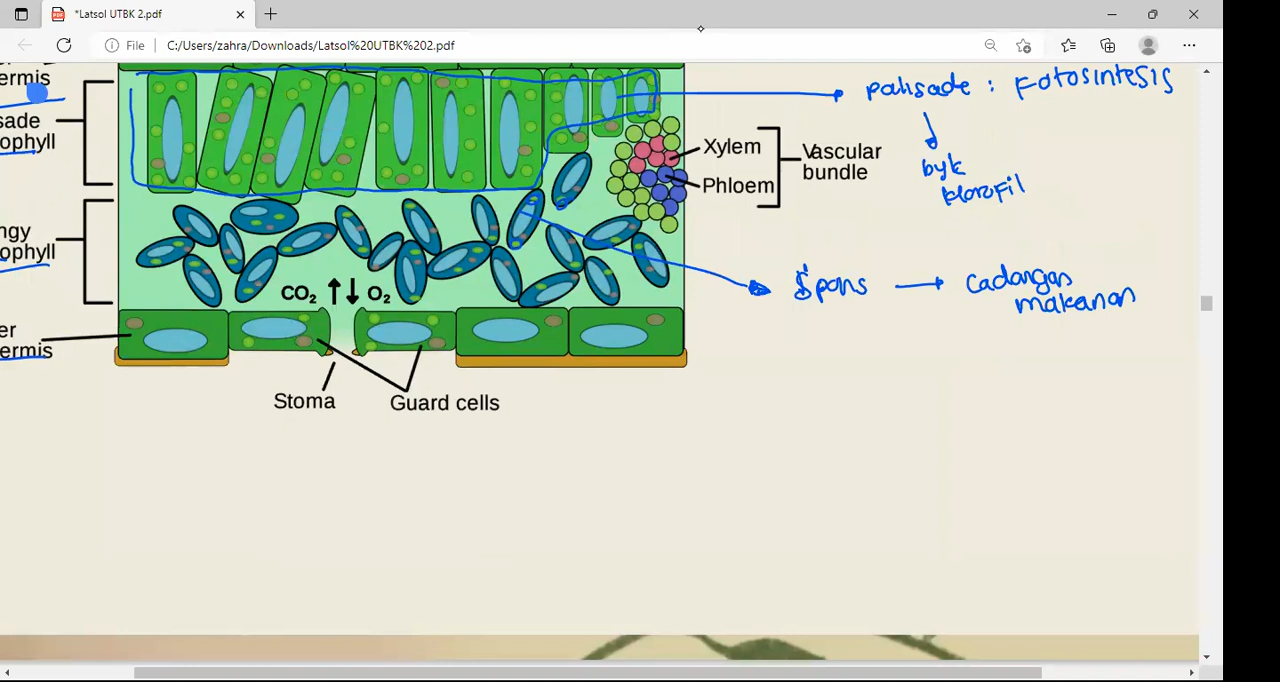 *Latsol UTBK 2.pdf
File C:/Users/zahra/Downloads/Latsol%20UTBK%202.pdf
ermis
palisade : Fotosintesis
sade
ophyll
Xylem
Phloem
Vascular
bundle
byk
klorofil
ngy
ophyll
CO2 O2
Spons
cadangan
makanan
er
ermis
Stoma
Guard cells